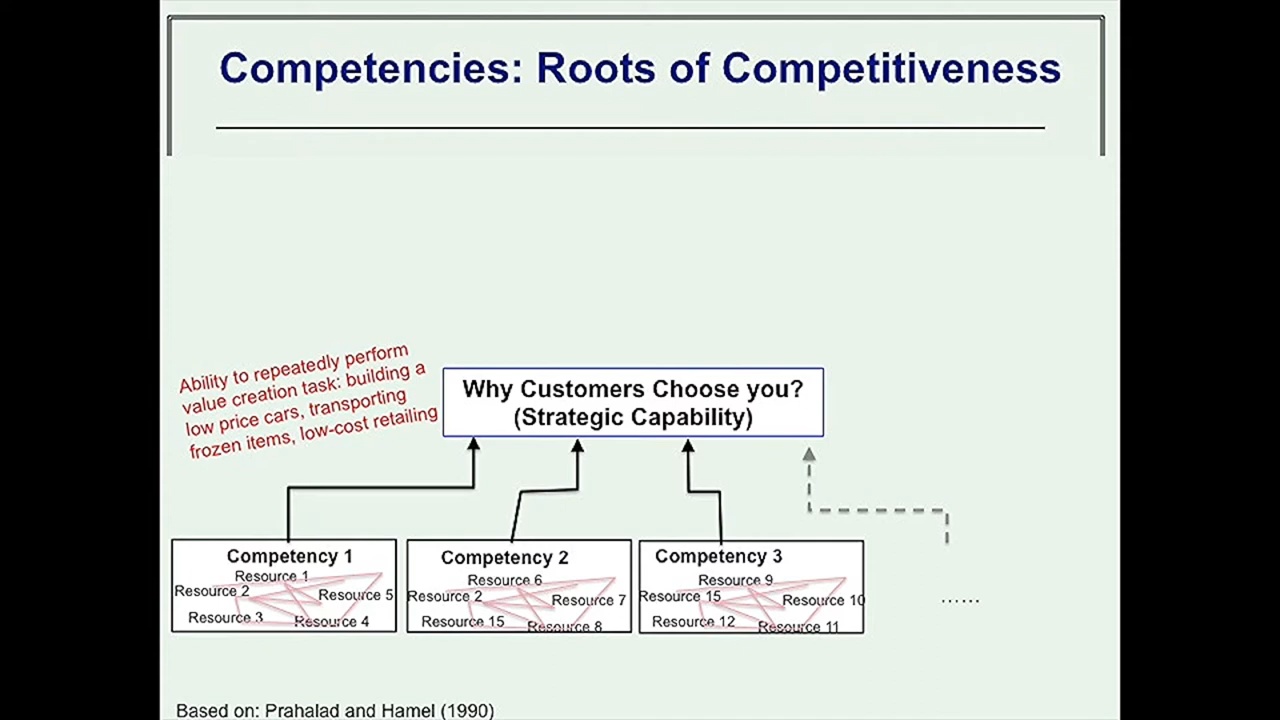 Competencies: Roots of Competitiveness
Ability to repeatedly perform
value creation task: building a
low price cars, transporting
frozen items, low-cost retailing
Why Customers Choose you?
(Strategic Capability)
Competency 1
Resource 1
Resource 2
Resource 5
Resource 3
Resource 4
Competency 2
Resource 6
Resource 2
Resource 7
Resource 15
Resource 8
Competency 3
Resource 9
Resource 15
Resource 10
Resource 12
Resource 11
......
Based on: Prahalad and Hamel (1990)